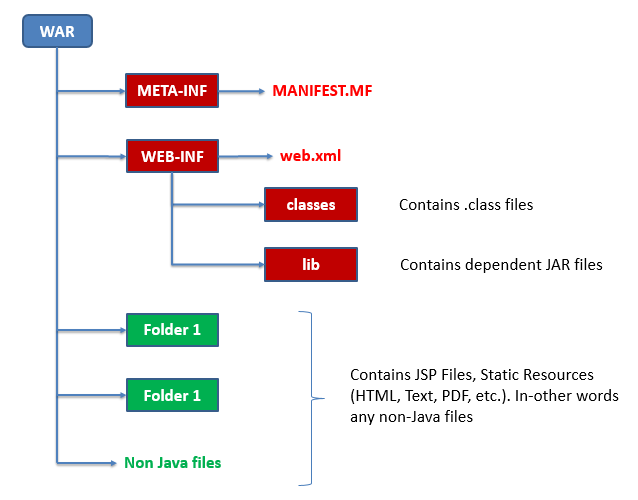 WAR
META-INF
MANIFEST.MF
WEB-INF
web.xml
classes
Contains .class files
lib
Contains dependent JAR files
Folder 1
Folder 1
Contains JSP Files, Static Resources
(HTML, Text, PDF, etc.). In-other words
any non-Java files
Non Java files